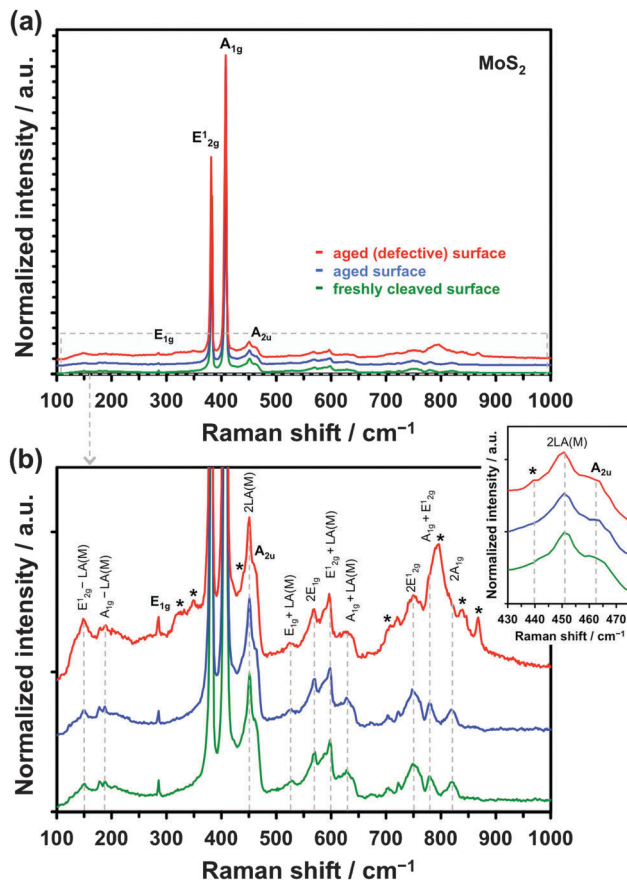 (a)
Normalized intensity / a.u.
A1g
MoS2
E¹2g
aged (defective) surface
aged surface
freshly cleaved surface
E1g
A2u
100 200 300 400 500 600 700 800 900 1000
Raman shift / cm⁻¹
(b)
Normalized intensity / a.u.
E¹2g – LA(M)
A1g – LA(M)
E1g
*
*
*
2LA(M)
A2u
E1g + LA(M)
2E1g
E¹2g + LA(M)
A1g + LA(M)
*
2E¹2g
A1g + E¹2g
*
2A1g
*
*
100 200 300 400 500 600 700 800 900 1000
Raman shift / cm⁻¹
Normalized intensity / a.u.
2LA(M)
*
A2u
430 440 450 460 470
Raman shift / cm⁻¹